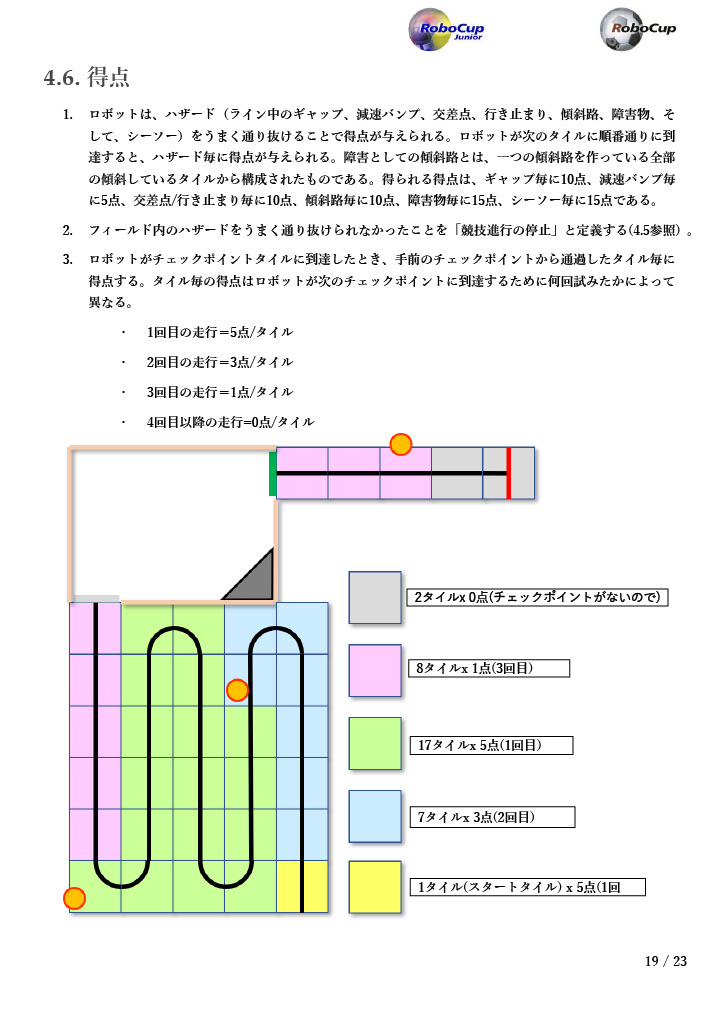 RoboCup
Junior
RoboCup
4.6. 得点
1. ロボットは、ハザード（ライン中のギャップ、減速バンプ、交差点、行き止まり、傾斜路、障害物、そ
して、シーソー）をうまく通り抜けることで得点が与えられる。ロボットが次のタイルに順番通りに到
達すると、ハザード毎に得点が与えられる。障害としての傾斜路とは、一つの傾斜路を作っている全部
の傾斜しているタイルから構成されたものである。得られる得点は、ギャップ毎に10点、減速バンプ毎
に5点、交差点/行き止まり毎に10点、傾斜路毎に10点、障害物毎に15点、シーソー毎に15点である。
2. フィールド内のハザードをうまく通り抜けられなかったことを「競技進行の停止」と定義する(4.5参照）。
3. ロボットがチェックポイントタイルに到達したとき、手前のチェックポイントから通過したタイル毎に
得点する。タイル毎の得点はロボットが次のチェックポイントに到達するために何回試みたかによって
異なる。
· 1回目の走行＝5点/タイル
· 2回目の走行＝3点/タイル
· 3回目の走行＝1点/タイル
· 4回目以降の走行=0点/タイル
2タイルx 0点(チェックポイントがないので)
8タイルx 1点(3回目)
17タイルx 5点(1回目)
7タイルx 3点(2回目)
1タイル(スタートタイル) x 5点(1回
19 / 23